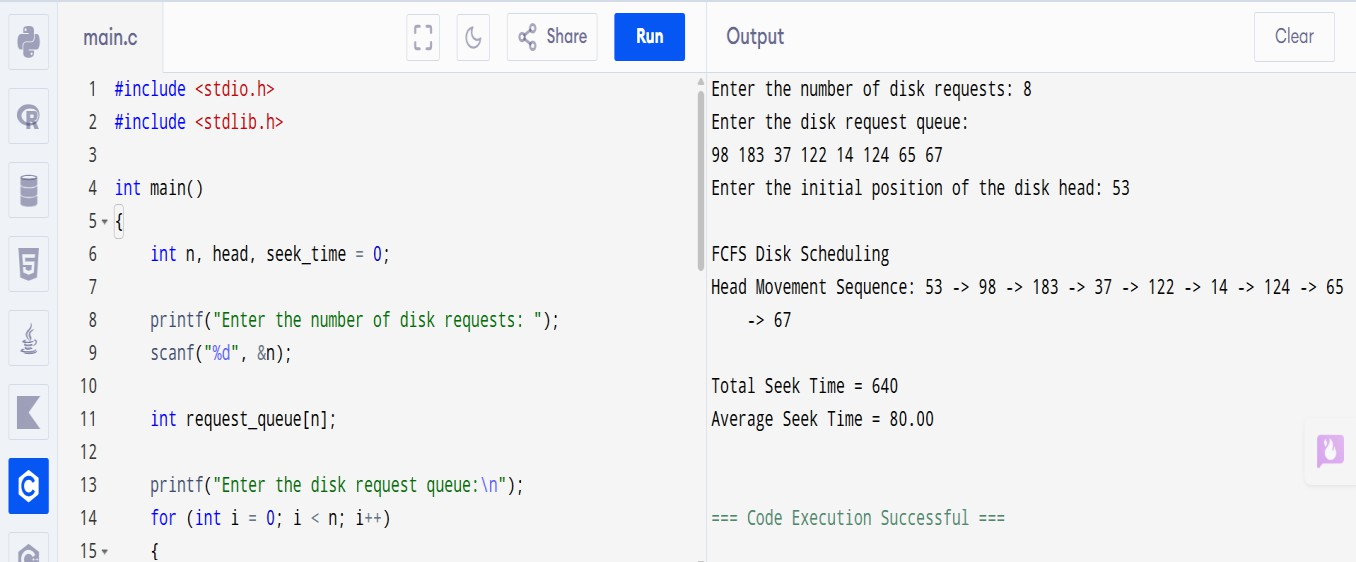 main.c
Share
Run
Output
Clear
1 #include <stdio.h>
2 #include <stdlib.h>
3
4 int main()
5 {
6     int n, head, seek_time = 0;
7
8     printf("Enter the number of disk requests: ");
9     scanf("%d", &n);
10
11     int request_queue[n];
12
13     printf("Enter the disk request queue:\n");
14     for (int i = 0; i < n; i++)
15     {
Enter the number of disk requests: 8
Enter the disk request queue:
98 183 37 122 14 124 65 67
Enter the initial position of the disk head: 53
FCFS Disk Scheduling
Head Movement Sequence: 53 -> 98 -> 183 -> 37 -> 122 -> 14 -> 124 -> 65
-> 67
Total Seek Time = 640
Average Seek Time = 80.00
=== Code Execution Successful ===